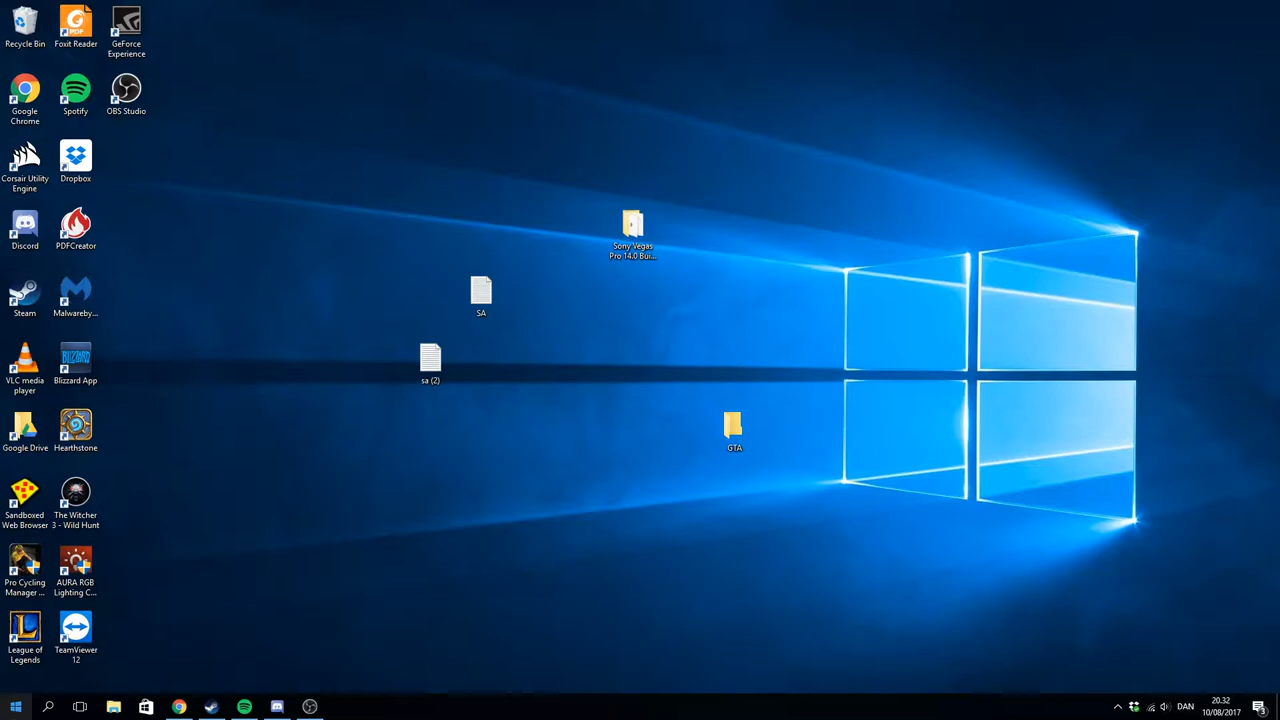 Recycle Bin
Foxit Reader
GeForce
Experience
Google
Chrome
Spotify
OBS Studio
Corsair Utility
Engine
Dropbox
Discord
PDFCreator
Steam
Malwareby...
VLC media
player
Blizzard App
Google Drive
Hearthstone
Sandboxed
Web Browser
The Witcher
3 - Wild Hunt
Pro Cycling
Manager ...
AURA RGB
Lighting C...
League of
Legends
TeamViewer
12
Sony Vegas
Pro 14.0 Bui...
SA
sa (2)
GTA
PDF
BLIZZARD
DAN
20.32
10/08/2017
3